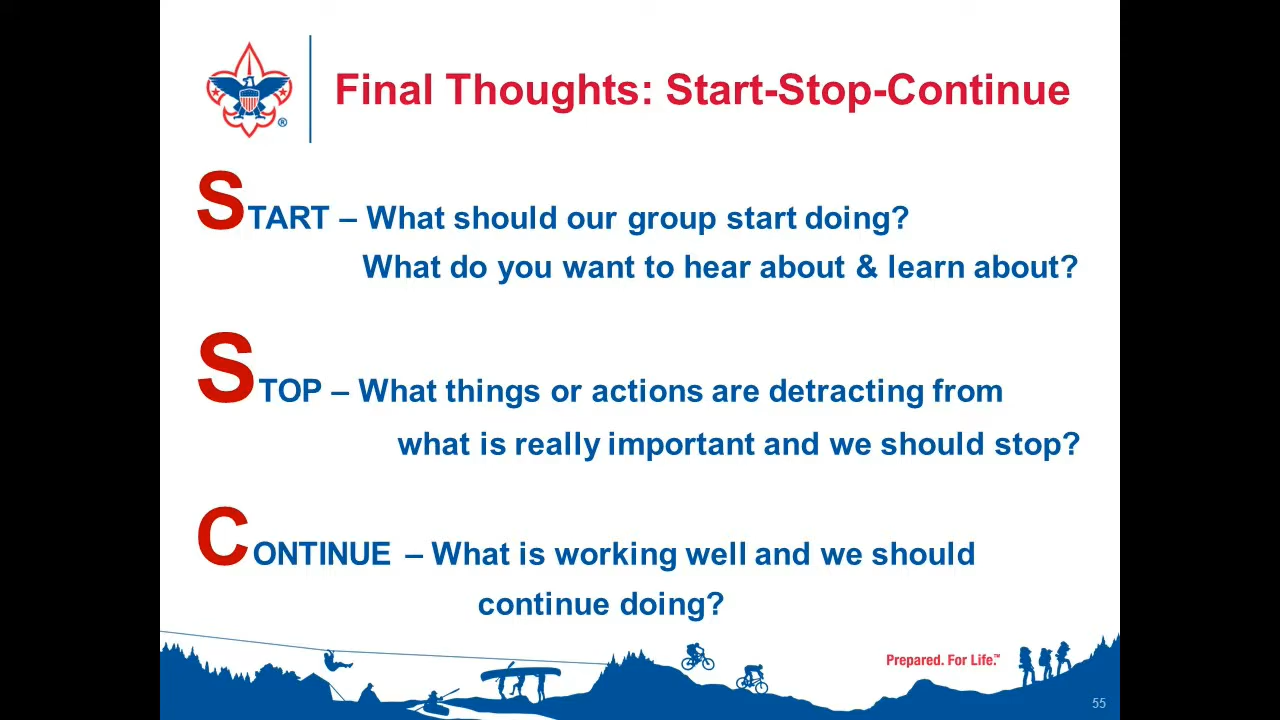 Final Thoughts: Start-Stop-Continue
®
START – What should our group start doing?
What do you want to hear about & learn about?
STOP – What things or actions are detracting from
what is really important and we should stop?
CONTINUE – What is working well and we should
continue doing?
Prepared. For Life.™
55